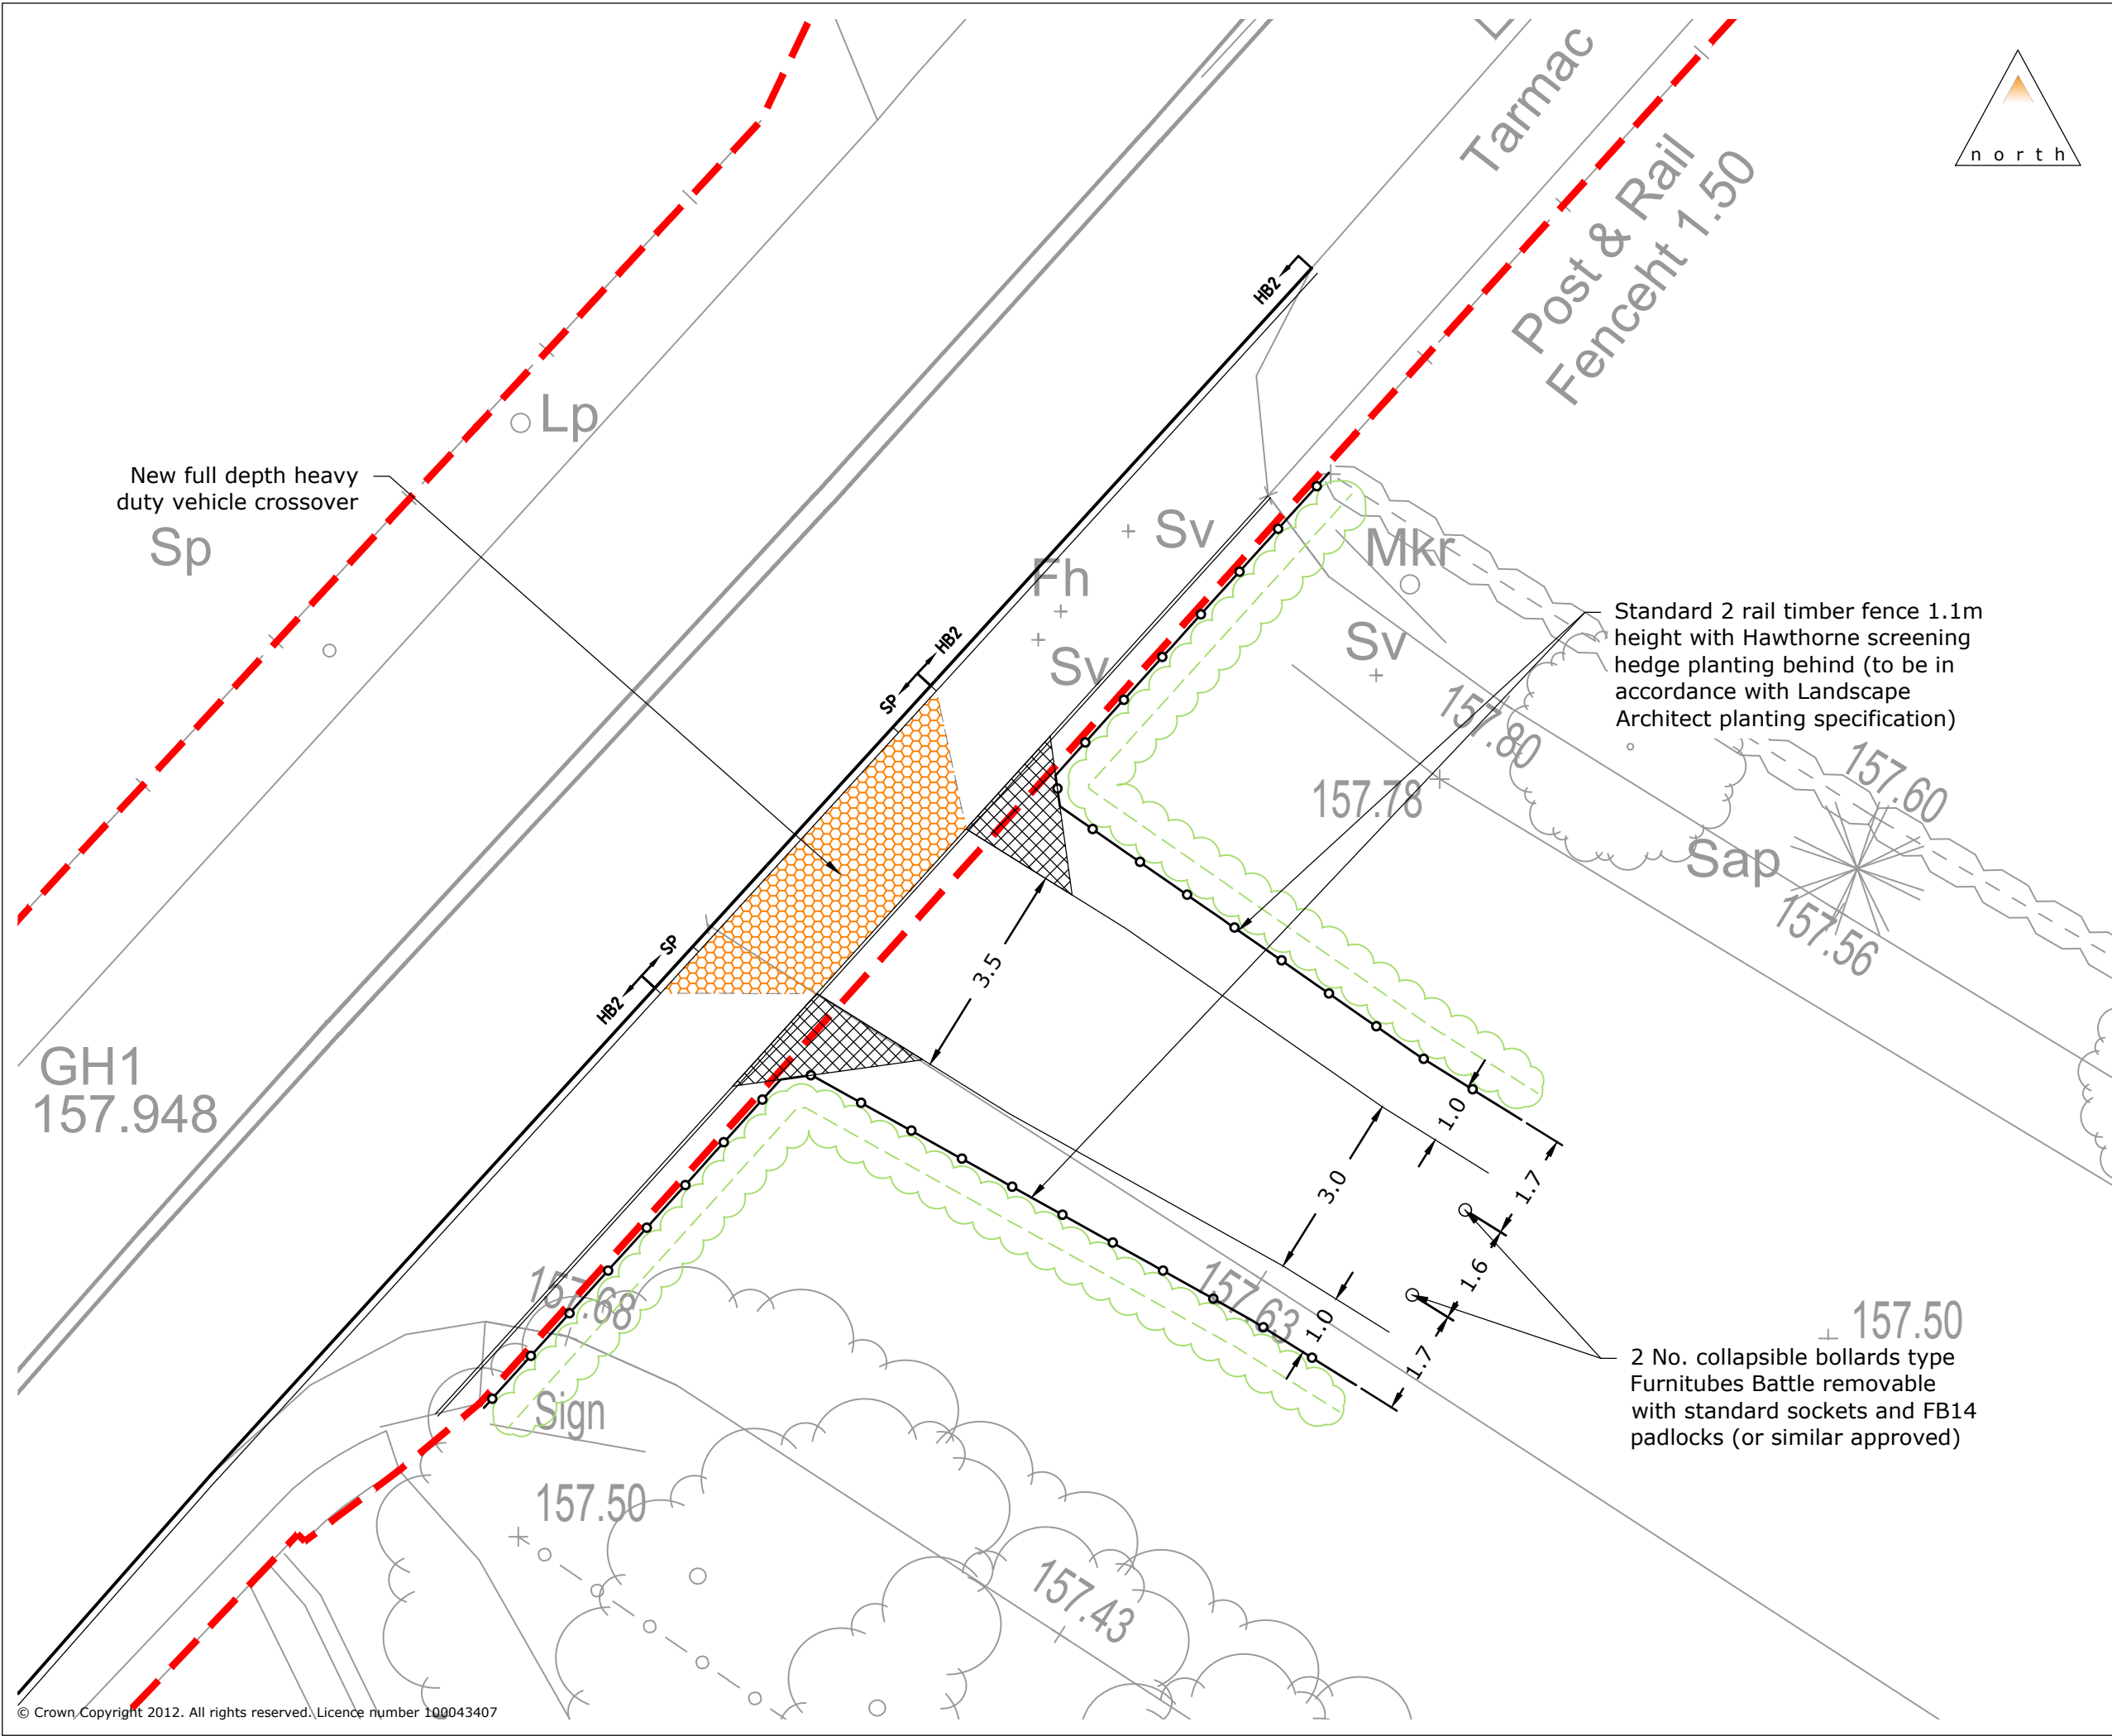 north
Tarmac
Post & Rail
Fenceht 1.50
HB2
Lp
New full depth heavy
duty vehicle crossover
Sp
Sv
Fh
Mkr
Standard 2 rail timber fence 1.1m
height with Hawthorne screening
hedge planting behind (to be in
accordance with Landscape
Architect planting specification)
HB2
SP
Sv
Sv
157.80
157.78
157.60
Sap
157.56
3.5
SP
HB2
GH1
157.948
1.0
3.0
1.7
1.6
157.68
157.63
1.0
1.7
157.50
2 No. collapsible bollards type
Furnitubes Battle removable
with standard sockets and FB14
padlocks (or similar approved)
Sign
157.50
157.43
© Crown Copyright 2012. All rights reserved. Licence number 100043407